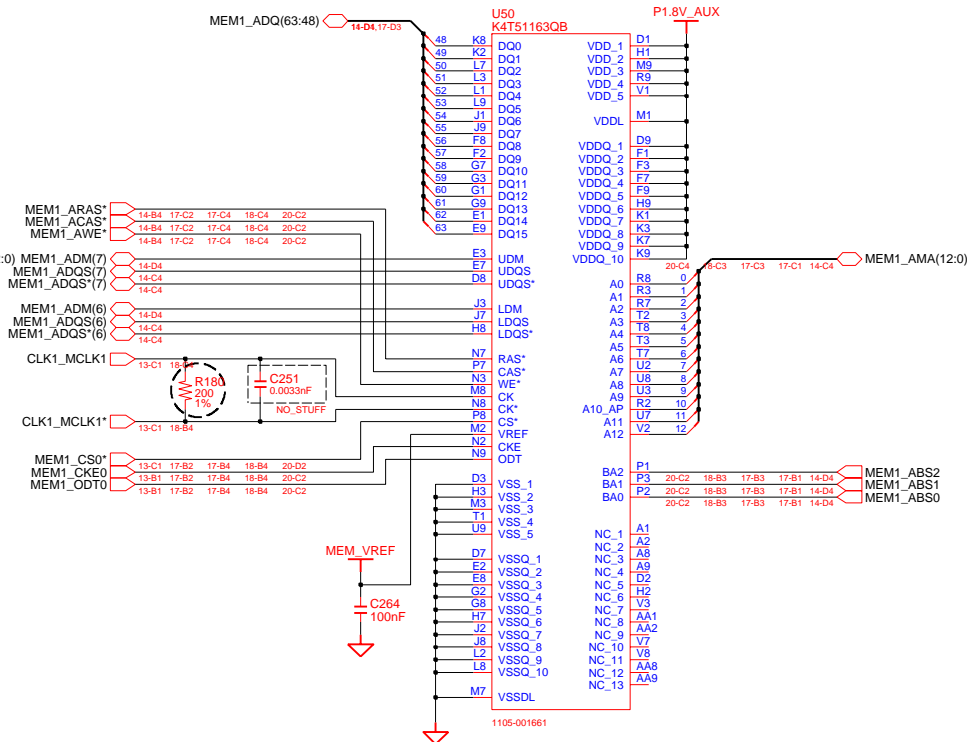 U50
K4T51163QB
P1.8V_AUX
MEM1_ADQ(63:48)
14-D4,17-D3
48 K8 DQ0 VDD_1 D1
49 K2 DQ1 VDD_2 H1
50 L7 DQ2 VDD_3 M9
51 L3 DQ3 VDD_4 R9
52 L1 DQ4 VDD_5 V1
53 L9 DQ5
54 J1 DQ6 VDDL M1
55 J9 DQ7
56 F8 DQ8 VDDQ_1 D9
57 F2 DQ9 VDDQ_2 F1
58 G7 DQ10 VDDQ_3 F3
59 G3 DQ11 VDDQ_4 F7
60 G1 DQ12 VDDQ_5 F9
61 G9 DQ13 VDDQ_6 H9
62 E1 DQ14 VDDQ_7 K1
63 E9 DQ15 VDDQ_8 K3
VDDQ_9 K7
VDDQ_10 K9
MEM1_ARAS*
14-B4 17-C2 17-C4 18-C4 20-C2
MEM1_ACAS*
14-B4 17-C2 17-C4 18-C4 20-C2
MEM1_AWE*
14-B4 17-C2 17-C4 18-C4 20-C2
:0) MEM1_ADM(7) E3 UDM
14-D4
MEM1_ADQS(7) E7 UDQS
14-C4
MEM1_ADQS*(7) D8 UDQS*
14-C4
MEM1_ADM(6) J3 LDM
14-D4
MEM1_ADQS(6) J7 LDQS
14-C4
MEM1_ADQS*(6) H8 LDQS*
14-C4
MEM1_AMA(12:0)
20-C4 18-C3 17-C3 17-C1 14-C4
A0 R8 0
A1 R3 1
A2 R7 2
A3 T2 3
A4 T8 4
A5 T3 5
A6 T7 6
A7 U2 7
A8 U8 8
A9 U3 9
A10_AP R2 10
A11 U7 11
A12 V2 12
CLK1_MCLK1
13-C1 18-C4
R180
200
1%
C251
0.0033nF
NO_STUFF
CLK1_MCLK1*
13-C1 18-B4
N7 RAS*
P7 CAS*
N3 WE*
M8 CK
N8 CK*
P8 CS*
M2 VREF
N2 CKE
N9 ODT
MEM1_CS0*
13-C1 17-B2 17-B4 18-B4 20-D2
MEM1_CKE0
13-B1 17-B2 17-B4 18-B4 20-C2
MEM1_ODT0
13-B1 17-B2 17-B4 18-B4 20-C2
BA2 P1 MEM1_ABS2
20-C2 18-B3 17-B3 17-B1 14-D4
BA1 P3 MEM1_ABS1
20-C2 18-B3 17-B3 17-B1 14-D4
BA0 P2 MEM1_ABS0
20-C2 18-B3 17-B3 17-B1 14-D4
D3 VSS_1
H3 VSS_2
M3 VSS_3
T1 VSS_4
U9 VSS_5
D7 VSSQ_1
E2 VSSQ_2
E8 VSSQ_3
G2 VSSQ_4
G8 VSSQ_5
H7 VSSQ_6
J2 VSSQ_7
J8 VSSQ_8
L2 VSSQ_9
L8 VSSQ_10
M7 VSSDL
NC_1 A1
NC_2 A2
NC_3 A8
NC_4 A9
NC_5 D2
NC_6 H2
NC_7 V3
NC_8 AA1
NC_9 AA2
NC_10 V7
NC_11 V8
NC_12 AA8
NC_13 AA9
MEM_VREF
C264
100nF
1105-001661